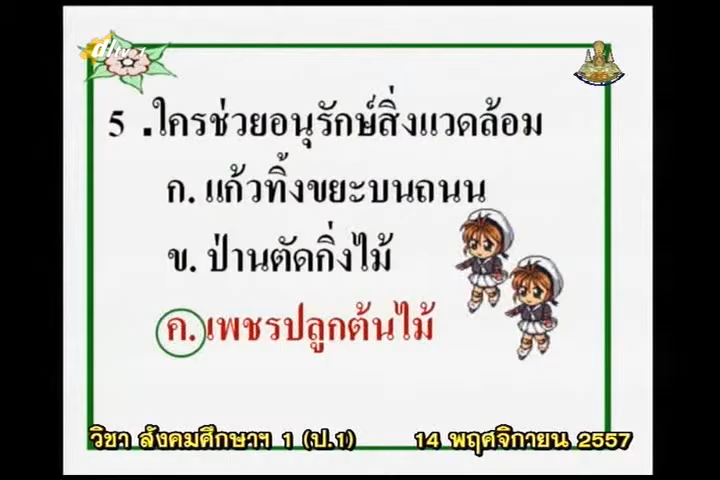 5 .ใครช่วยอนุรักษ์สิ่งแวดล้อม
ก. แก้วทิ้งขยะบนถนน
ข. ป่านตัดกิ่งไม้
ค. เพชรปลูกต้นไม้
วิชา สังคมศึกษาฯ 1 (ป.1) 14 พฤศจิกายน 2557